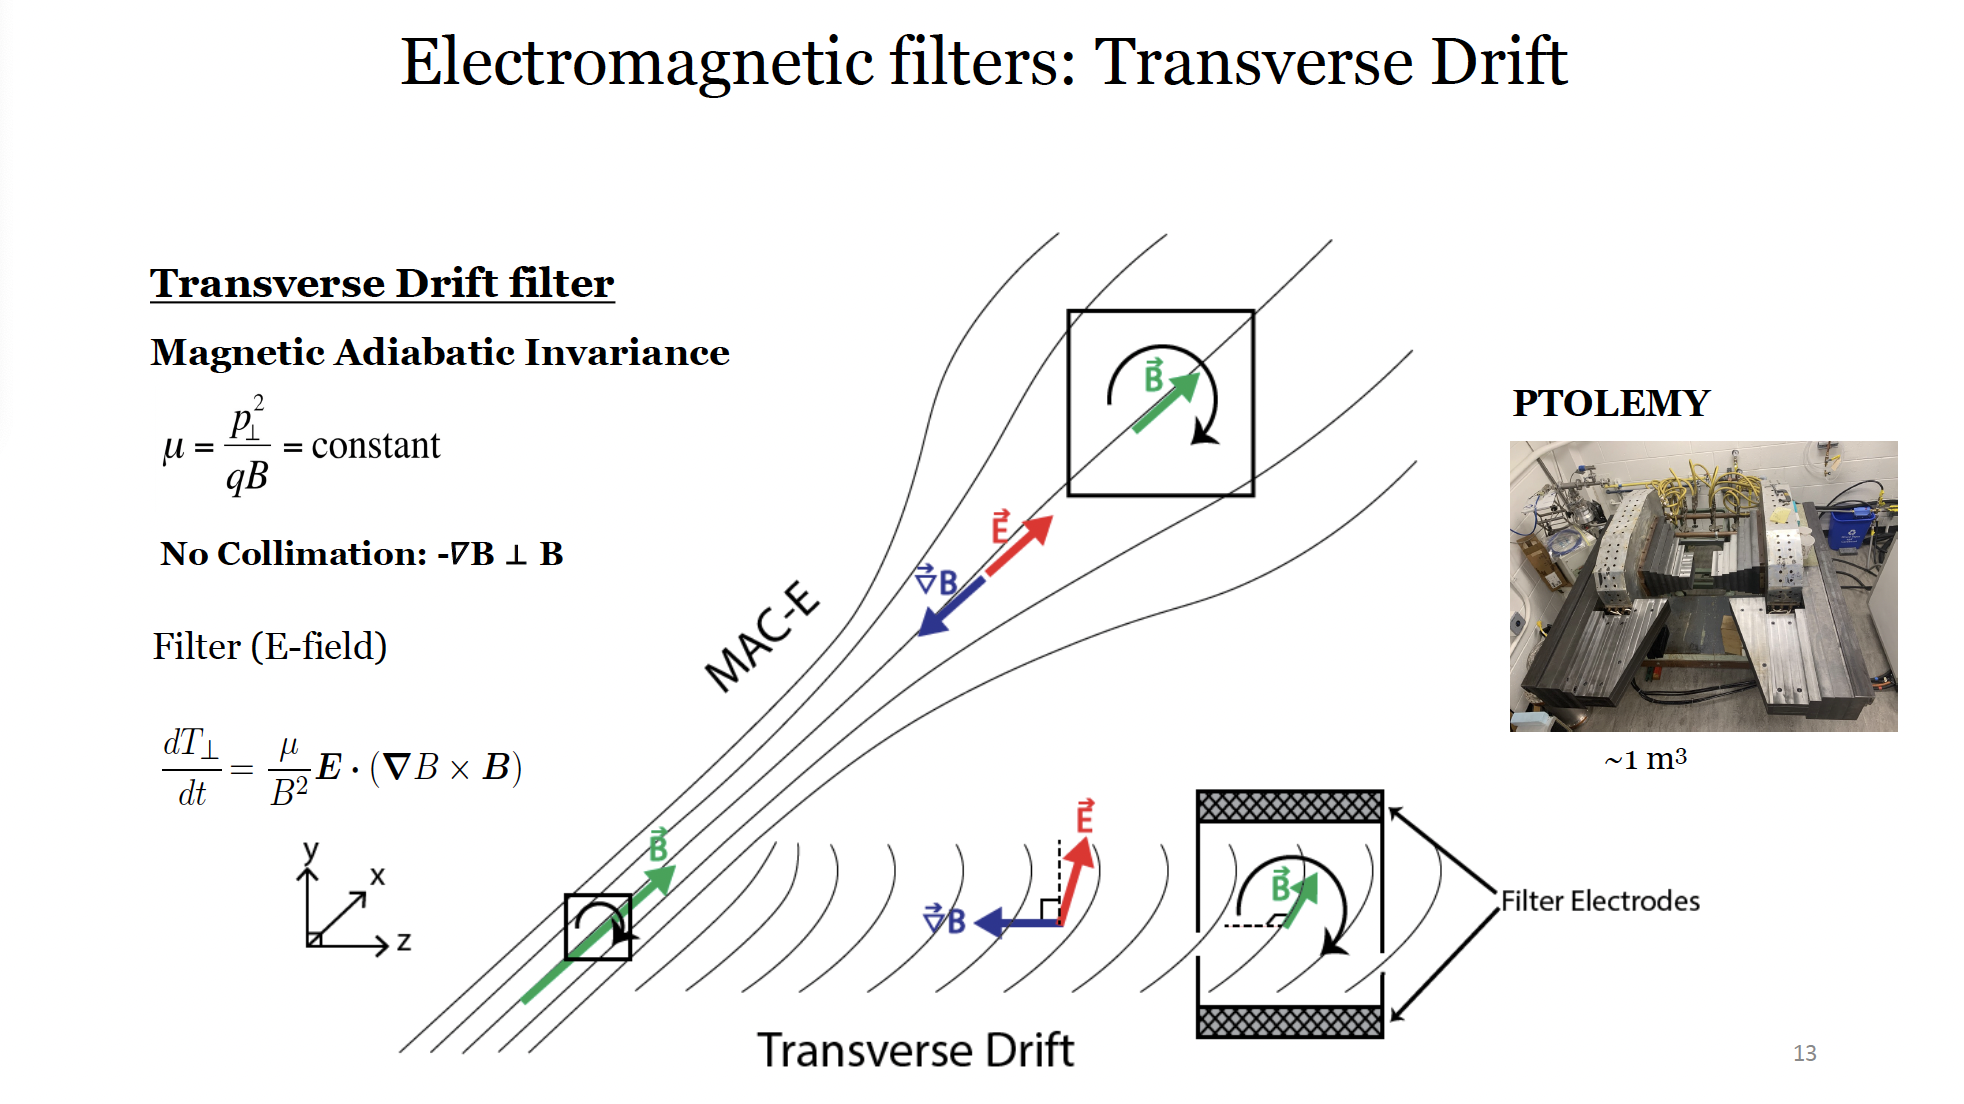 Electromagnetic filters: Transverse Drift
Transverse Drift filter
Magnetic Adiabatic Invariance
μ = p⊥² / qB = constant
No Collimation: -∇B ⊥ B
Filter (E-field)
dT⊥/dt = μ/B² E · (∇B × B)
y
x
z
MAC-E
B⃗
E⃗
∇⃗B
B⃗
PTOLEMY
~1 m³
E⃗
∇⃗B
B⃗
Filter Electrodes
Transverse Drift
13